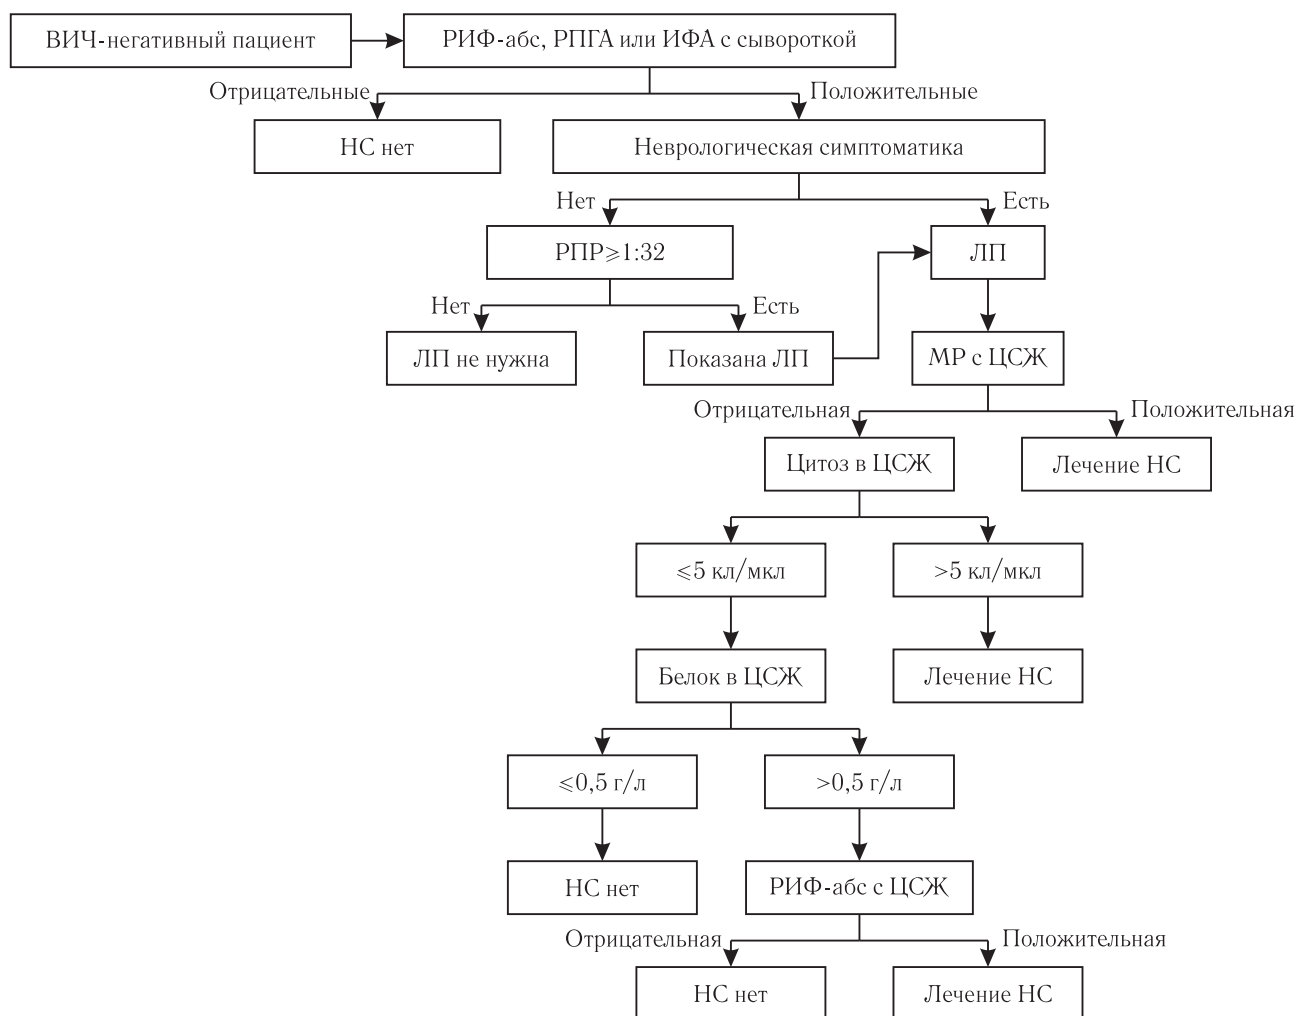 ВИЧ-негативный пациент
РИФ-абс, РПГА или ИФА с сывороткой
Отрицательные
Положительные
НС нет
Неврологическая симптоматика
Нет
Есть
РПР≥1:32
ЛП
Нет
Есть
ЛП не нужна
Показана ЛП
МР с ЦСЖ
Отрицательная
Положительная
Цитоз в ЦСЖ
Лечение НС
≤5 кл/мкл
>5 кл/мкл
Белок в ЦСЖ
Лечение НС
≤0,5 г/л
>0,5 г/л
НС нет
РИФ-абс с ЦСЖ
Отрицательная
Положительная
НС нет
Лечение НС